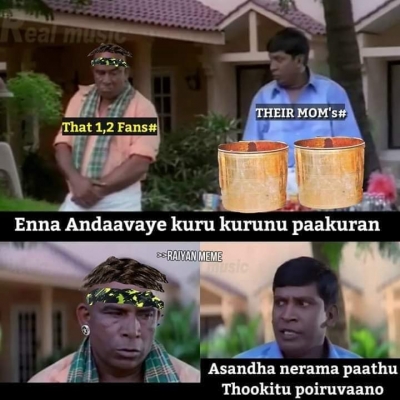 Real music
That 1,2 Fans#
THEIR MOM's#
Enna Andaavaye kuru kurunu paakuran
>>RAIYAN MEME
music
Asandha nerama paathu
Thookitu poiruvaano